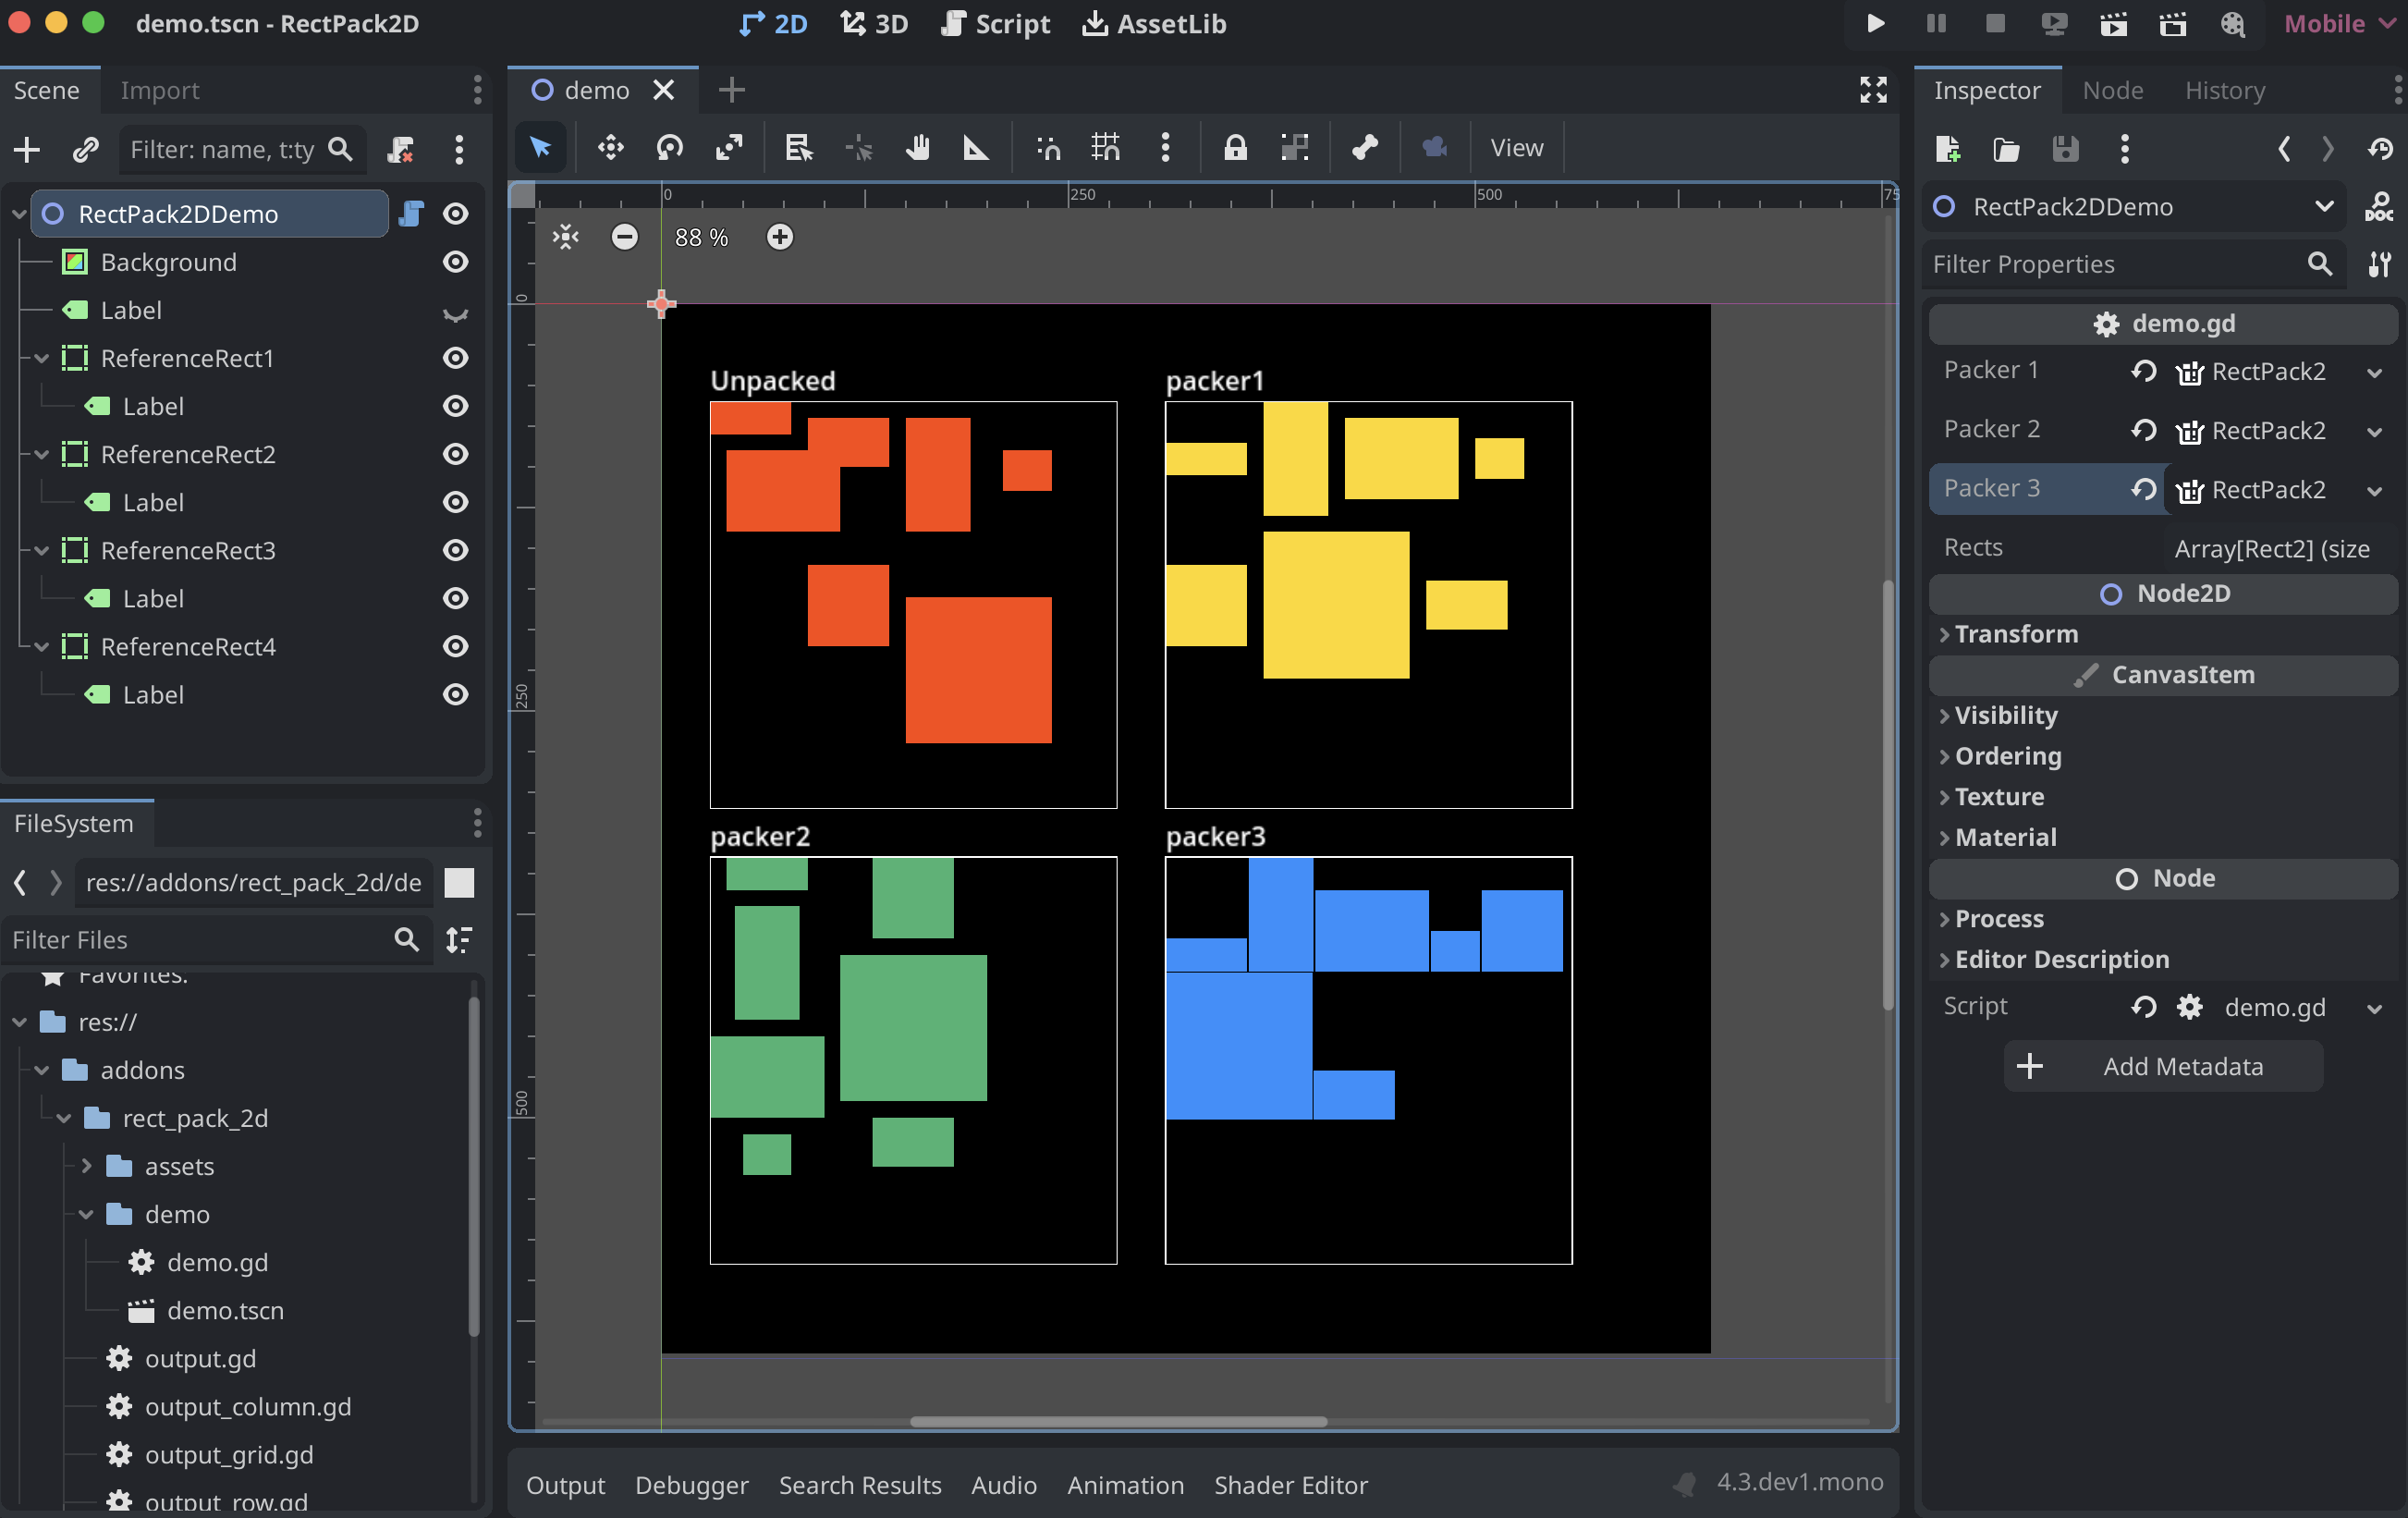 demo.tscn - RectPack2D
2D 3D Script AssetLib
Mobile
Scene Import
Filter: name, t:ty
RectPack2DDemo
Background
Label
ReferenceRect1
Label
ReferenceRect2
Label
ReferenceRect3
Label
ReferenceRect4
Label
FileSystem
res://addons/rect_pack_2d/de
Filter Files
Favorites:
res://
addons
rect_pack_2d
assets
demo
demo.gd
demo.tscn
output.gd
output_column.gd
output_grid.gd
output_row.gd
demo
View
0 250 500 75
88 %
0
250
500
Unpacked
packer1
packer2
packer3
Output Debugger Search Results Audio Animation Shader Editor
4.3.dev1.mono
Inspector Node History
RectPack2DDemo
DOC
Filter Properties
demo.gd
Packer 1 RectPack2
Packer 2 RectPack2
Packer 3 RectPack2
Rects Array[Rect2] (size
Node2D
Transform
CanvasItem
Visibility
Ordering
Texture
Material
Node
Process
Editor Description
Script demo.gd
Add Metadata